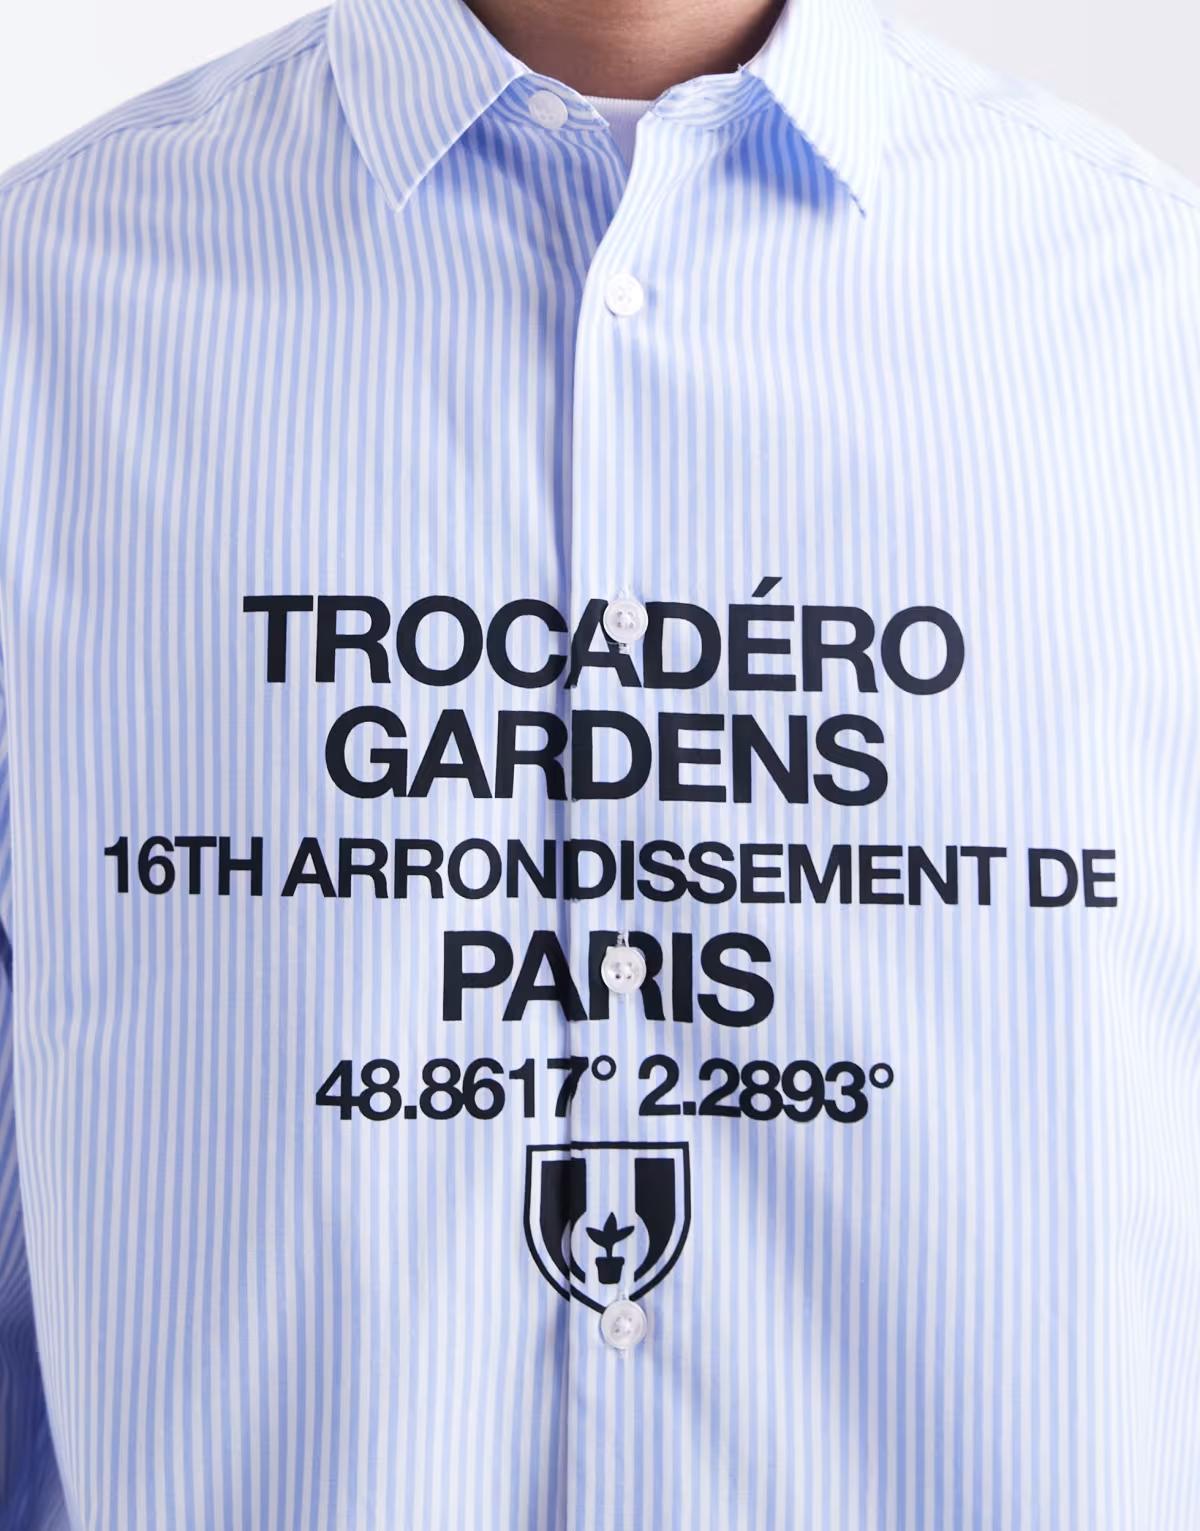 TROCADÉRO
GARDENS
16TH ARRONDISSEMENT DE
PARIS
48.8617° 2.2893°